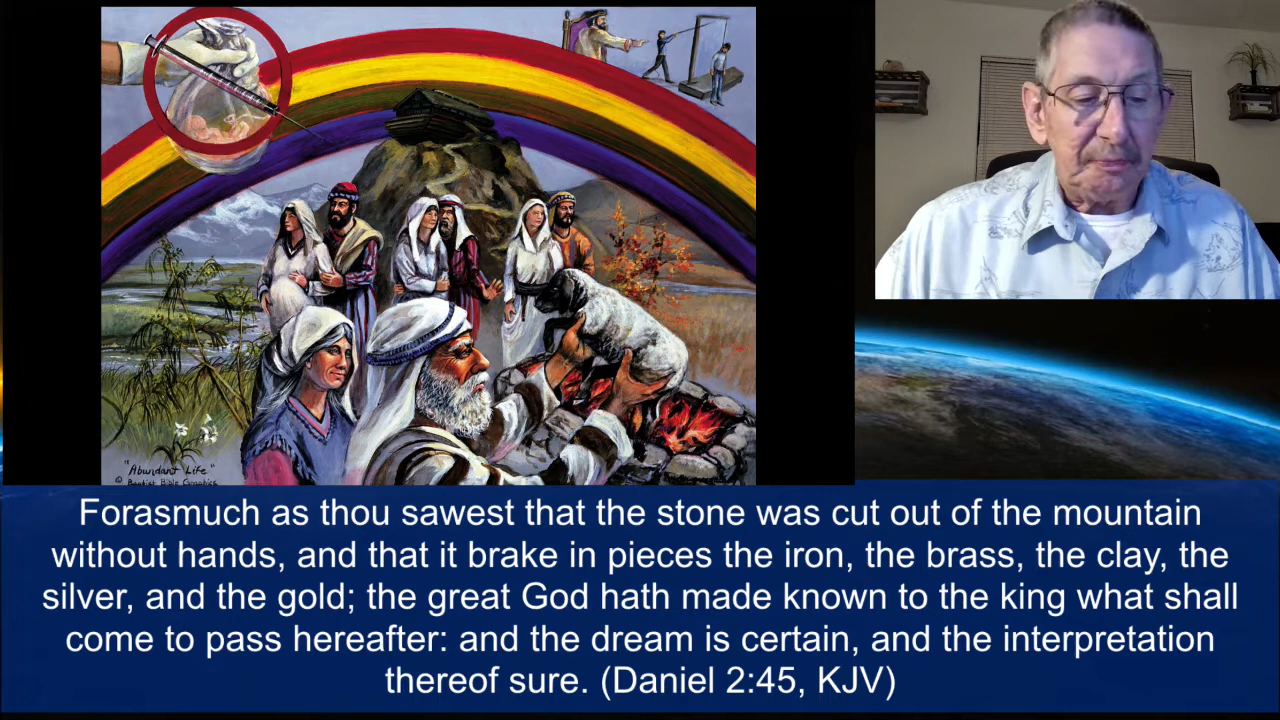 "Abundant Life"
© Baptist Bible Graphics
Forasmuch as thou sawest that the stone was cut out of the mountain
without hands, and that it brake in pieces the iron, the brass, the clay, the
silver, and the gold; the great God hath made known to the king what shall
come to pass hereafter: and the dream is certain, and the interpretation
thereof sure. (Daniel 2:45, KJV)